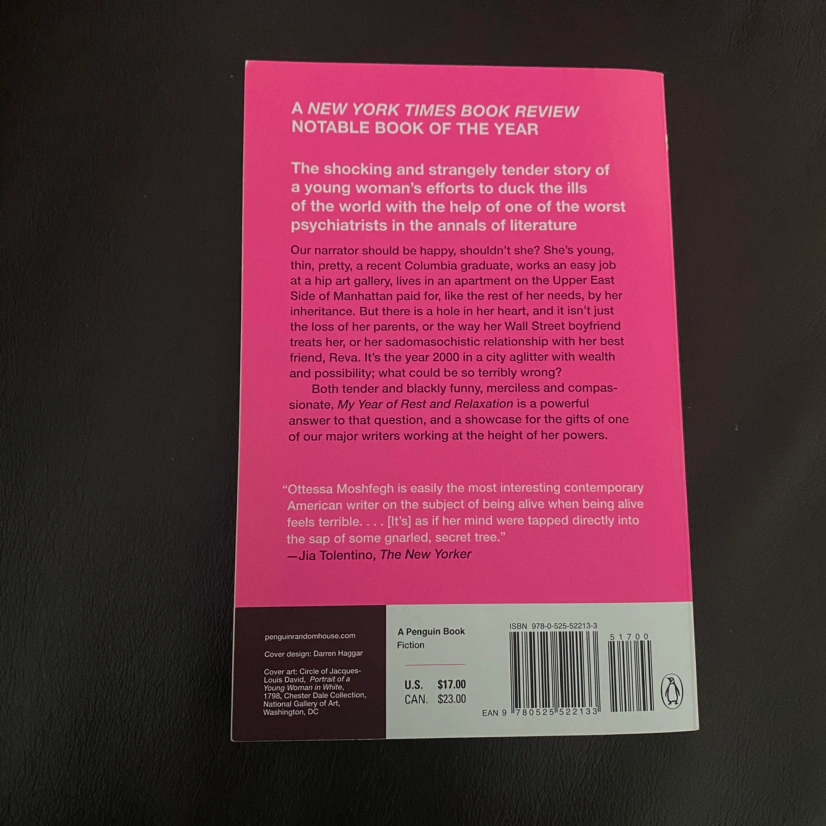 A NEW YORK TIMES BOOK REVIEW
NOTABLE BOOK OF THE YEAR
The shocking and strangely tender story of
a young woman's efforts to duck the ills
of the world with the help of one of the worst
psychiatrists in the annals of literature
Our narrator should be happy, shouldn't she? She's young,
thin, pretty, a recent Columbia graduate, works an easy job
at a hip art gallery, lives in an apartment on the Upper East
Side of Manhattan paid for, like the rest of her needs, by her
inheritance. But there is a hole in her heart, and it isn't just
the loss of her parents, or the way her Wall Street boyfriend
treats her, or her sadomasochistic relationship with her best
friend, Reva. It's the year 2000 in a city aglitter with wealth
and possibility; what could be so terribly wrong?
Both tender and blackly funny, merciless and compas-
sionate, My Year of Rest and Relaxation is a powerful
answer to that question, and a showcase for the gifts of one
of our major writers working at the height of her powers.
"Ottessa Moshfegh is easily the most interesting contemporary
American writer on the subject of being alive when being alive
feels terrible. . . . [It's] as if her mind were tapped directly into
the sap of some gnarled, secret tree."
—Jia Tolentino, The New Yorker
penguinrandomhouse.com
Cover design: Darren Haggar
Cover art: Circle of Jacques-
Louis David, Portrait of a
Young Woman in White,
1798, Chester Dale Collection,
National Gallery of Art,
Washington, DC
A Penguin Book
Fiction
U.S. $17.00
CAN. $23.00
ISBN 978-0-525-52213-3
51700
EAN 9 780525 522133